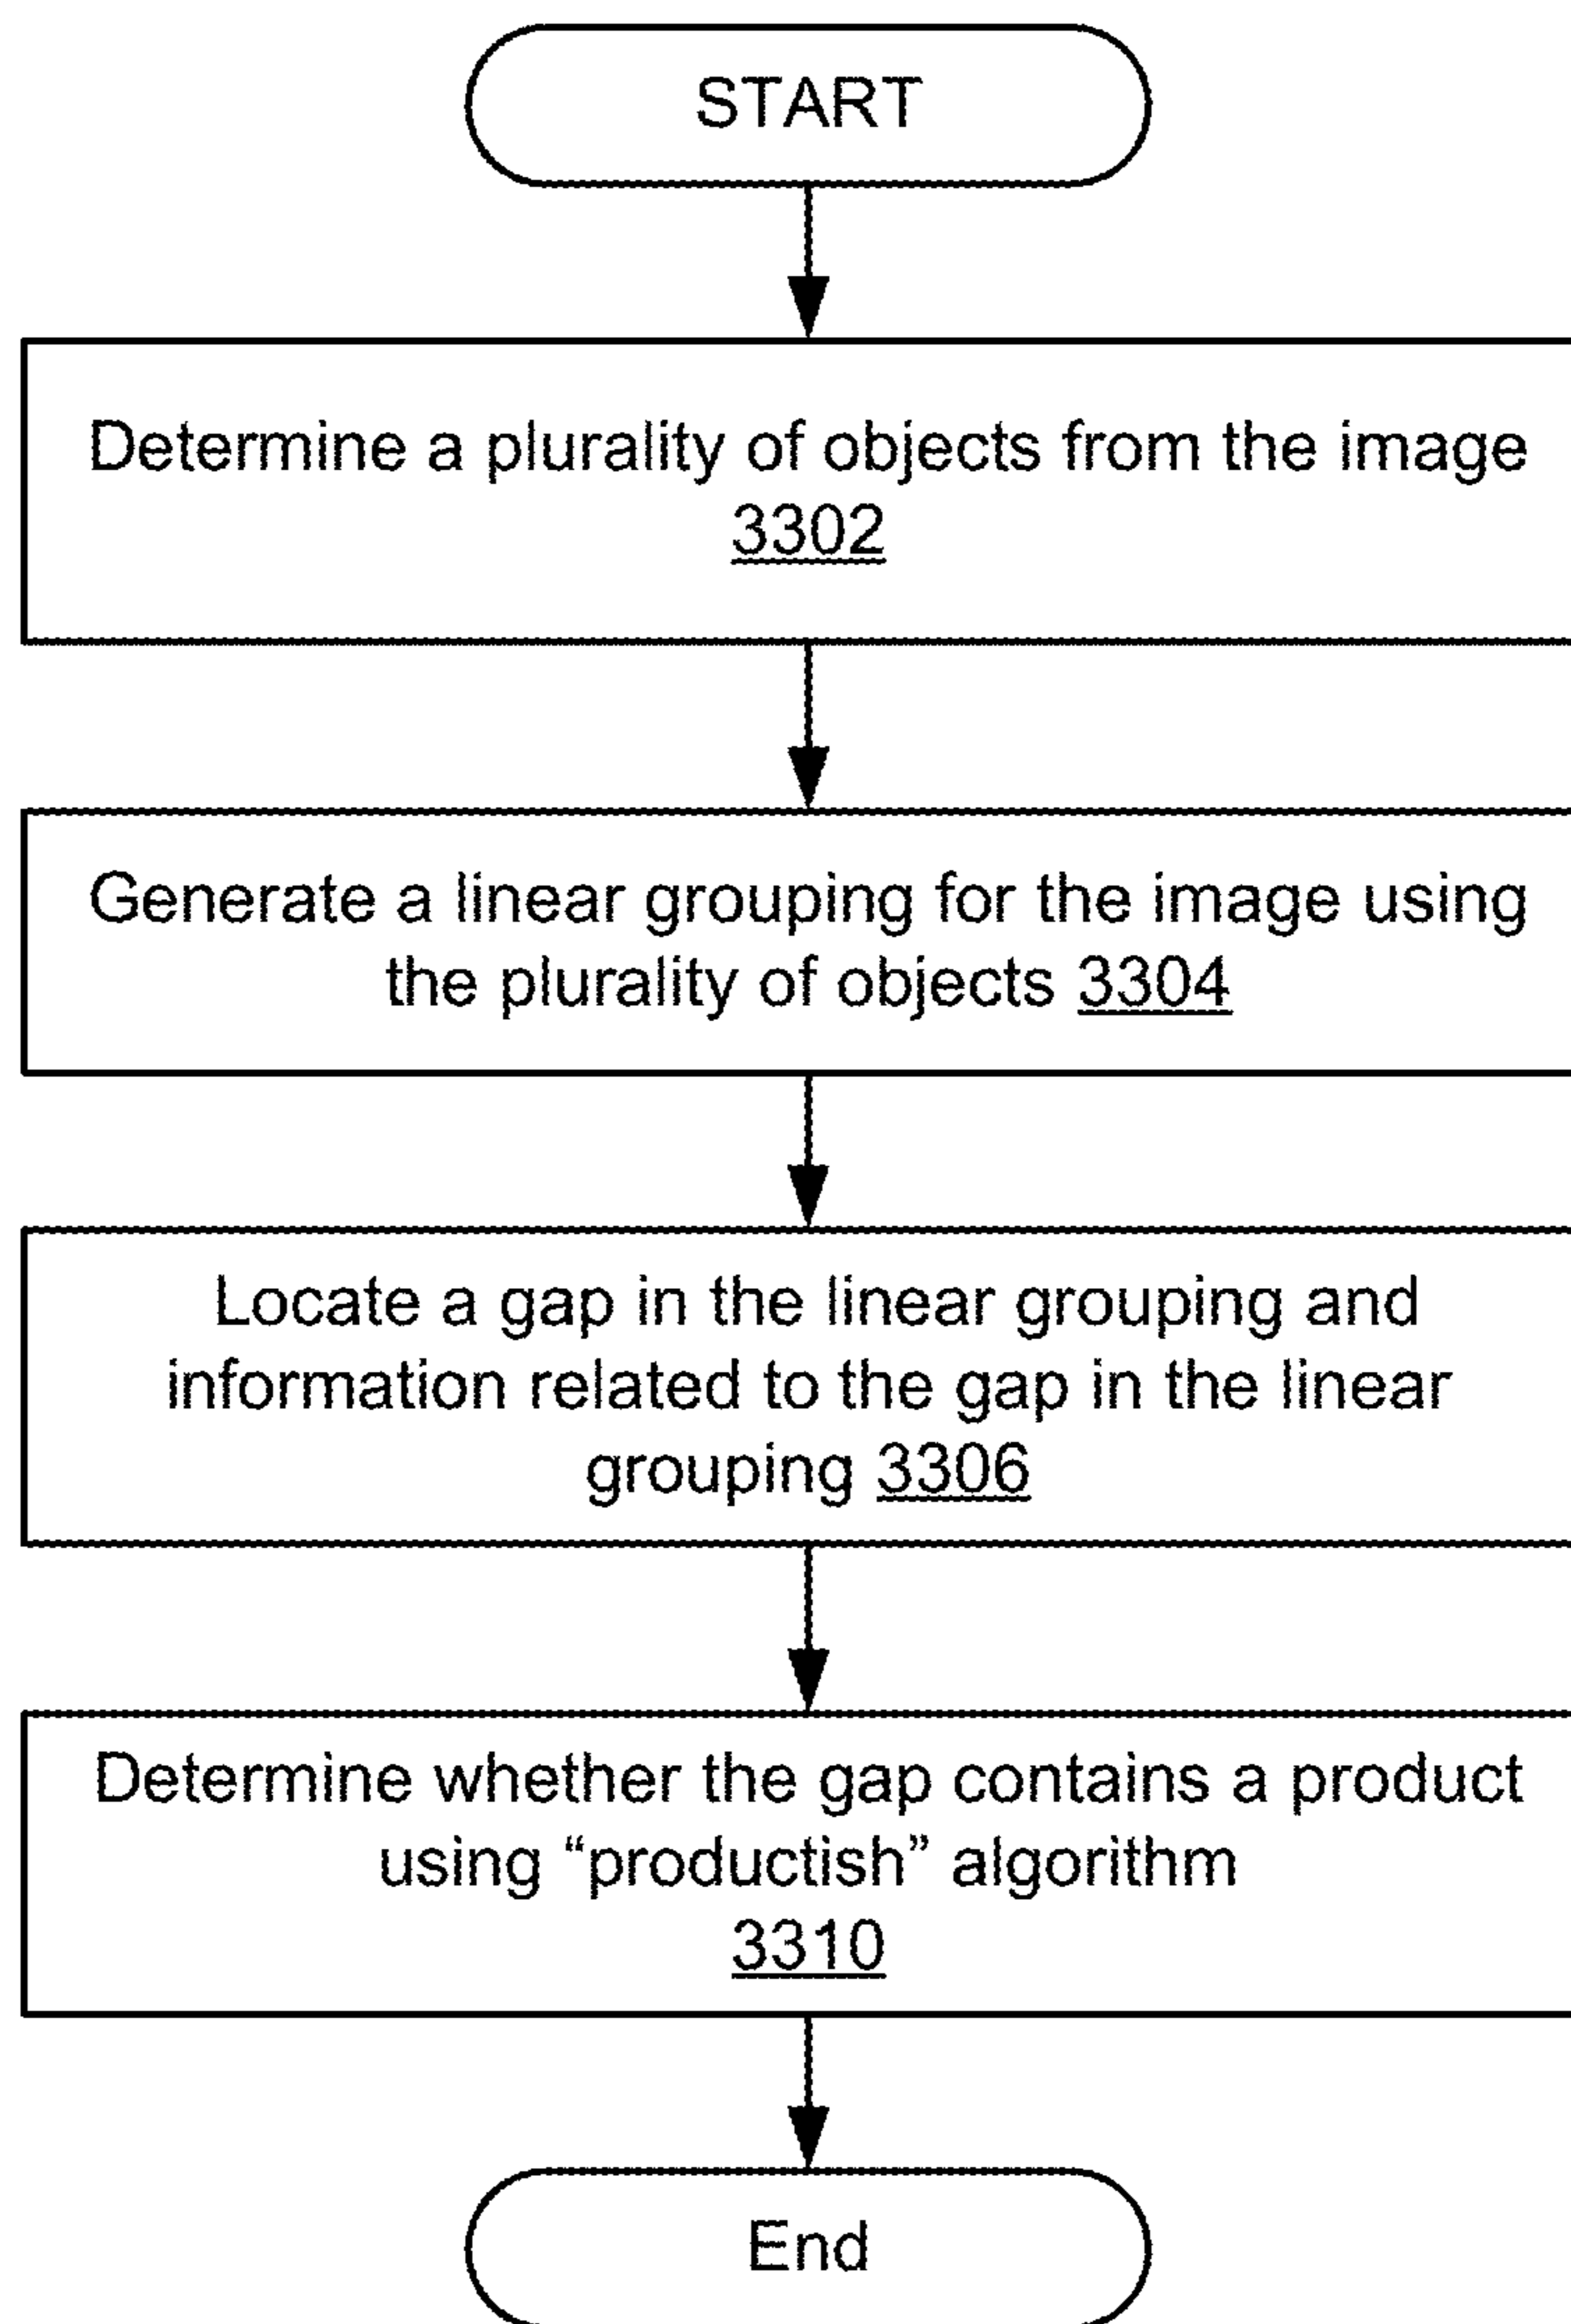 START
Determine a plurality of objects from the image
3302
Generate a linear grouping for the image using
the plurality of objects 3304
Locate a gap in the linear grouping and
information related to the gap in the linear
grouping 3306
Determine whether the gap contains a product
using “productish” algorithm
3310
End